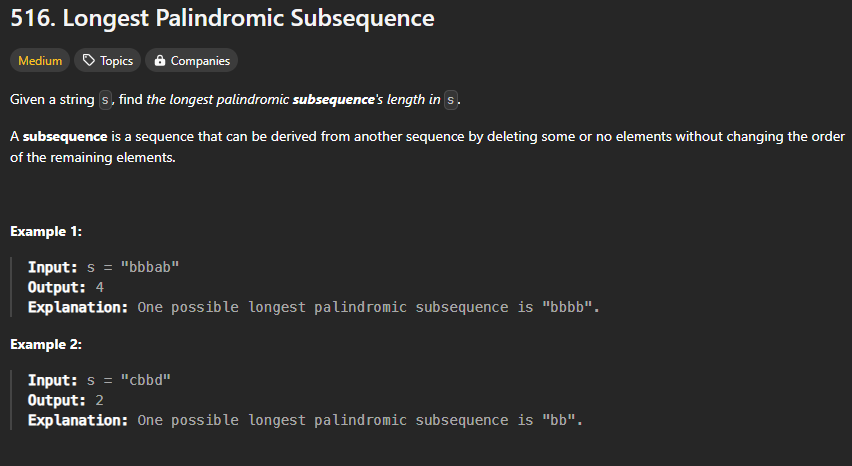 516. Longest Palindromic Subsequence
Medium Topics Companies
Given a string s, find the longest palindromic subsequence's length in s.
A subsequence is a sequence that can be derived from another sequence by deleting some or no elements without changing the order
of the remaining elements.
Example 1:
Input: s = "bbbab"
Output: 4
Explanation: One possible longest palindromic subsequence is "bbbb".
Example 2:
Input: s = "cbbd"
Output: 2
Explanation: One possible longest palindromic subsequence is "bb".